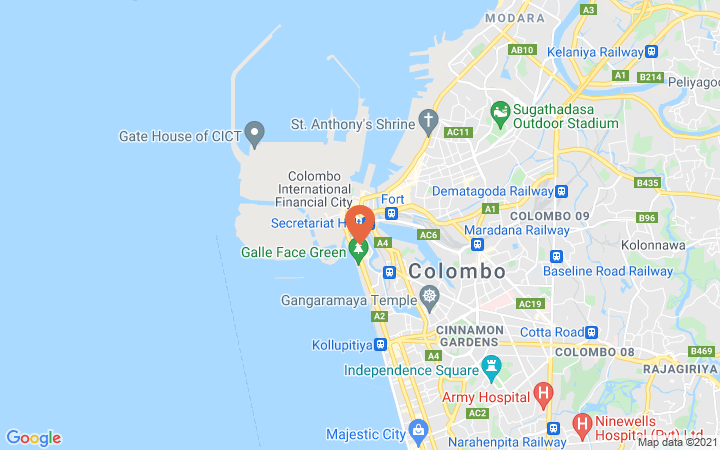 MODARA
AB10
Kelaniya Railway
A3
A3
A1
B214
Peliyagoo
Sugathadasa
Outdoor Stadium
St. Anthony's Shrine
AC11
Gate House of CICT
Colombo
International
Financial City
Fort
Dematagoda Railway
B435
A1
COLOMBO 09
B96
Kolonnawa
Secretariat
AC6
Maradana Railway
A4
Galle Face Green
Colombo
Baseline Road Railway
Gangaramaya Temple
AC19
A2
CINNAMON
GARDENS
Cotta Road
Kollupitiya
A4
COLOMBO 08
B469
RAJAGIRIYA
Independence Square
Army Hospital
AC2
Majestic City
Narahenpita Railway
Ninewells
Hospital (Pvt) Ltd
Google
Map data ©2021